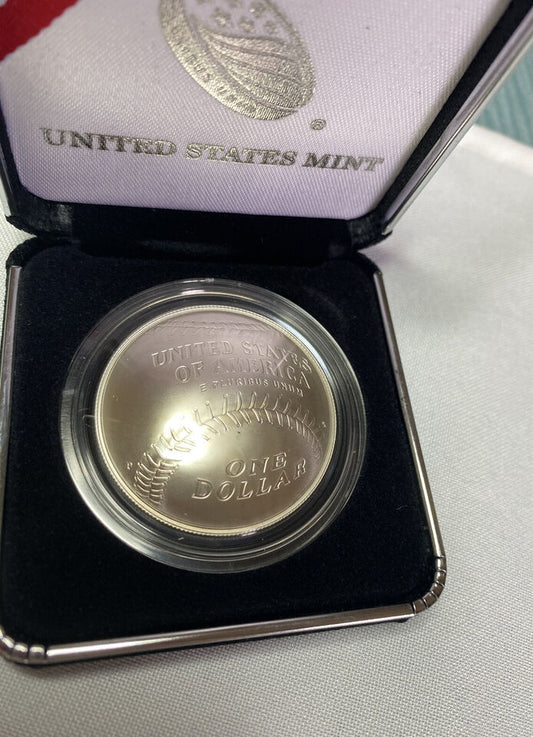 UNITED STATES MINT
UNITED STATES
OF AMERICA
E PLURIBUS UNUM
ONE
DOLLAR
P